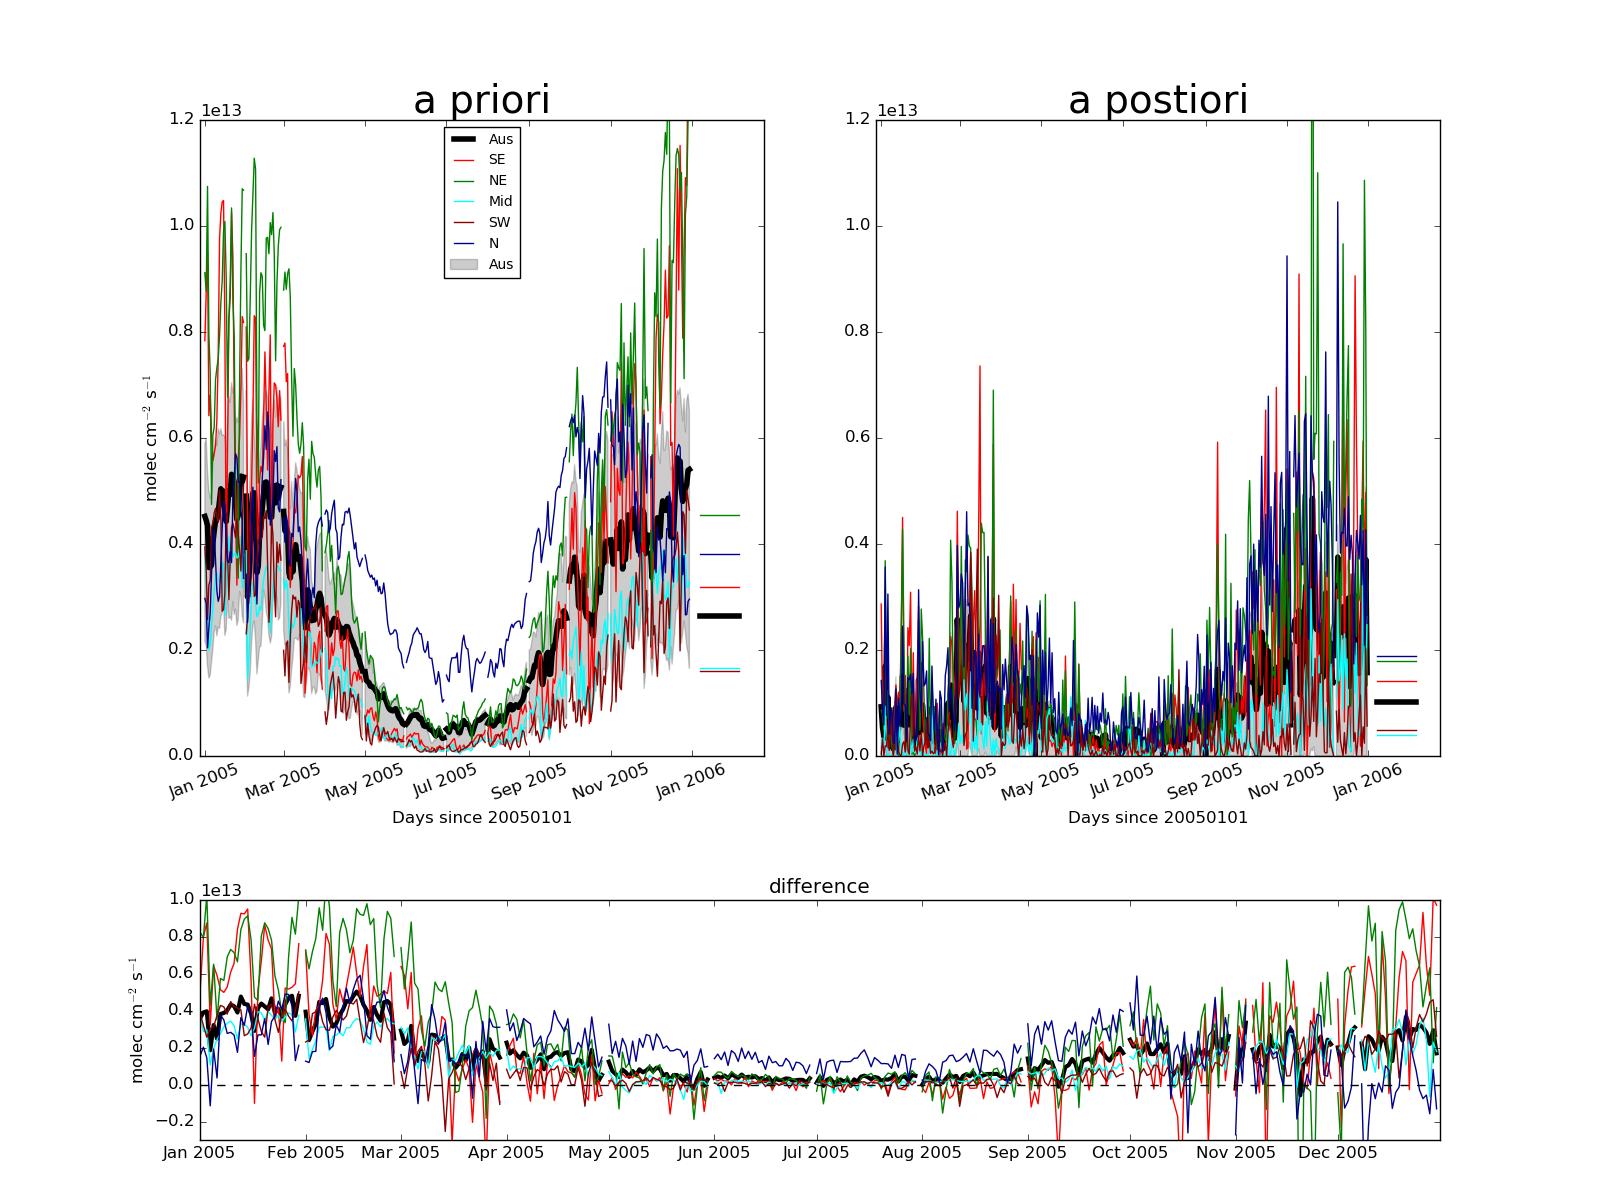 a priori
1e13
1.2
1.0
0.8
0.6
0.4
0.2
0.0
molec cm⁻² s⁻¹
Aus
SE
NE
Mid
SW
N
Aus
Jan 2005
Mar 2005
May 2005
Jul 2005
Sep 2005
Nov 2005
Jan 2006
Days since 20050101
a postiori
1e13
1.2
1.0
0.8
0.6
0.4
0.2
0.0
Jan 2005
Mar 2005
May 2005
Jul 2005
Sep 2005
Nov 2005
Jan 2006
Days since 20050101
difference
1e13
1.0
0.8
0.6
0.4
0.2
0.0
−0.2
molec cm⁻² s⁻¹
Jan 2005
Feb 2005
Mar 2005
Apr 2005
May 2005
Jun 2005
Jul 2005
Aug 2005
Sep 2005
Oct 2005
Nov 2005
Dec 2005